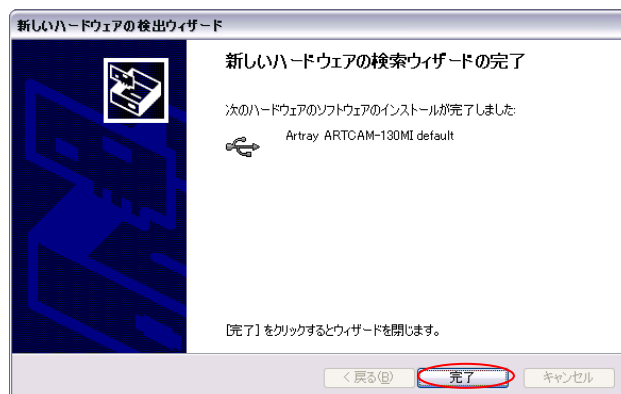 新しいハードウェアの検出ウィザード
新しいハードウェアの検索ウィザードの完了
次のハードウェアのソフトウェアのインストールが完了しました:
Artray ARTCAM-130MI default
[完了] をクリックするとウィザードを閉じます。
< 戻る(B)
完了
キャンセル